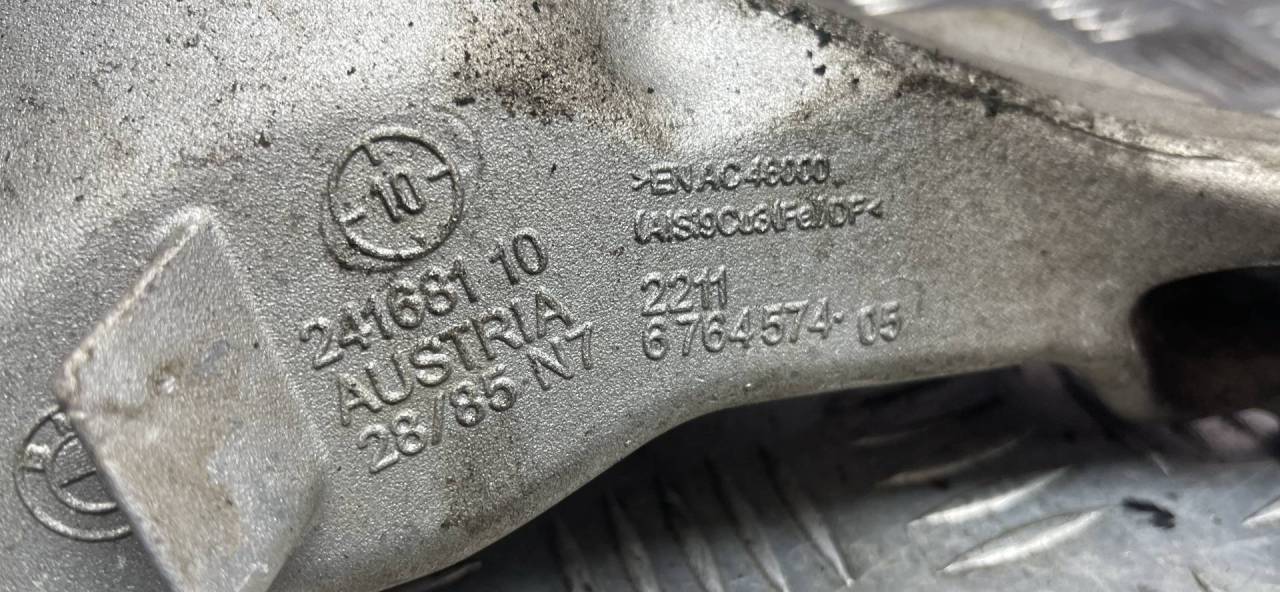 10
241681 10
AUSTRIA
28/85 N7
>EN AC 46000
(AlSi9Cu3(Fe))DF<
2211
6764574· 05
B